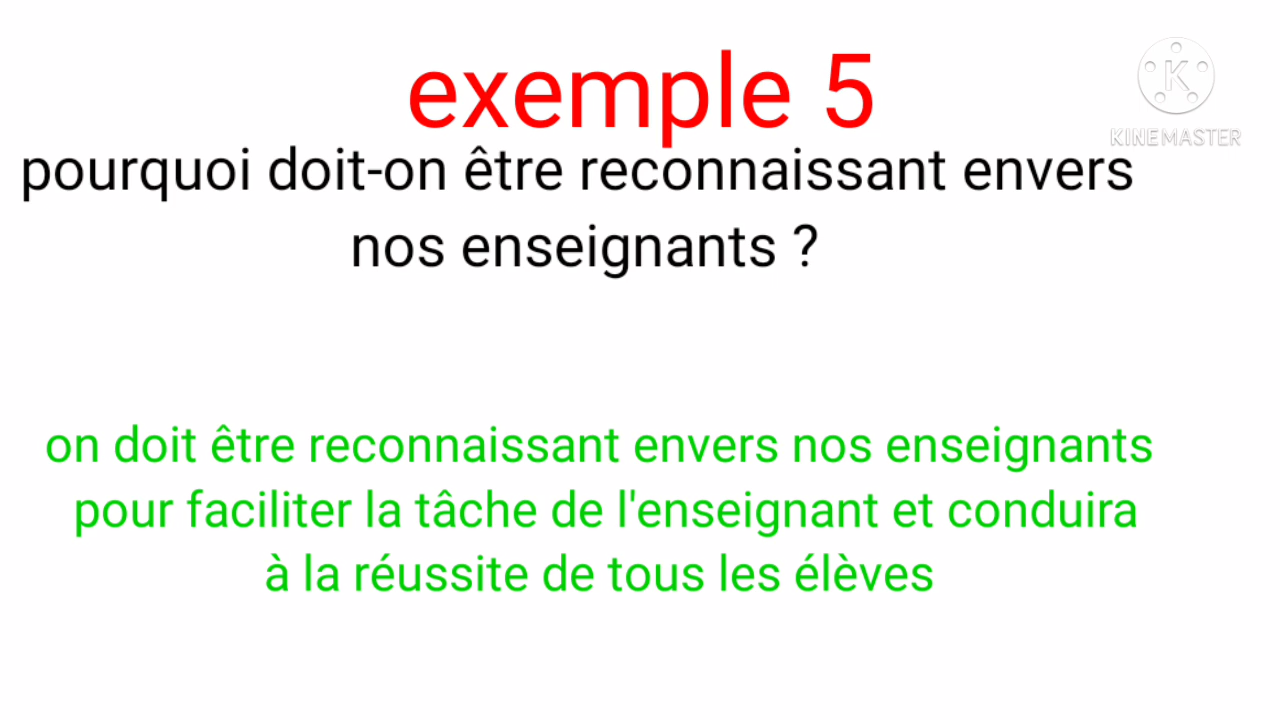 exemple 5
K
KINEMASTER
pourquoi doit-on être reconnaissant envers
nos enseignants ?
on doit être reconnaissant envers nos enseignants
pour faciliter la tâche de l'enseignant et conduira
à la réussite de tous les élèves